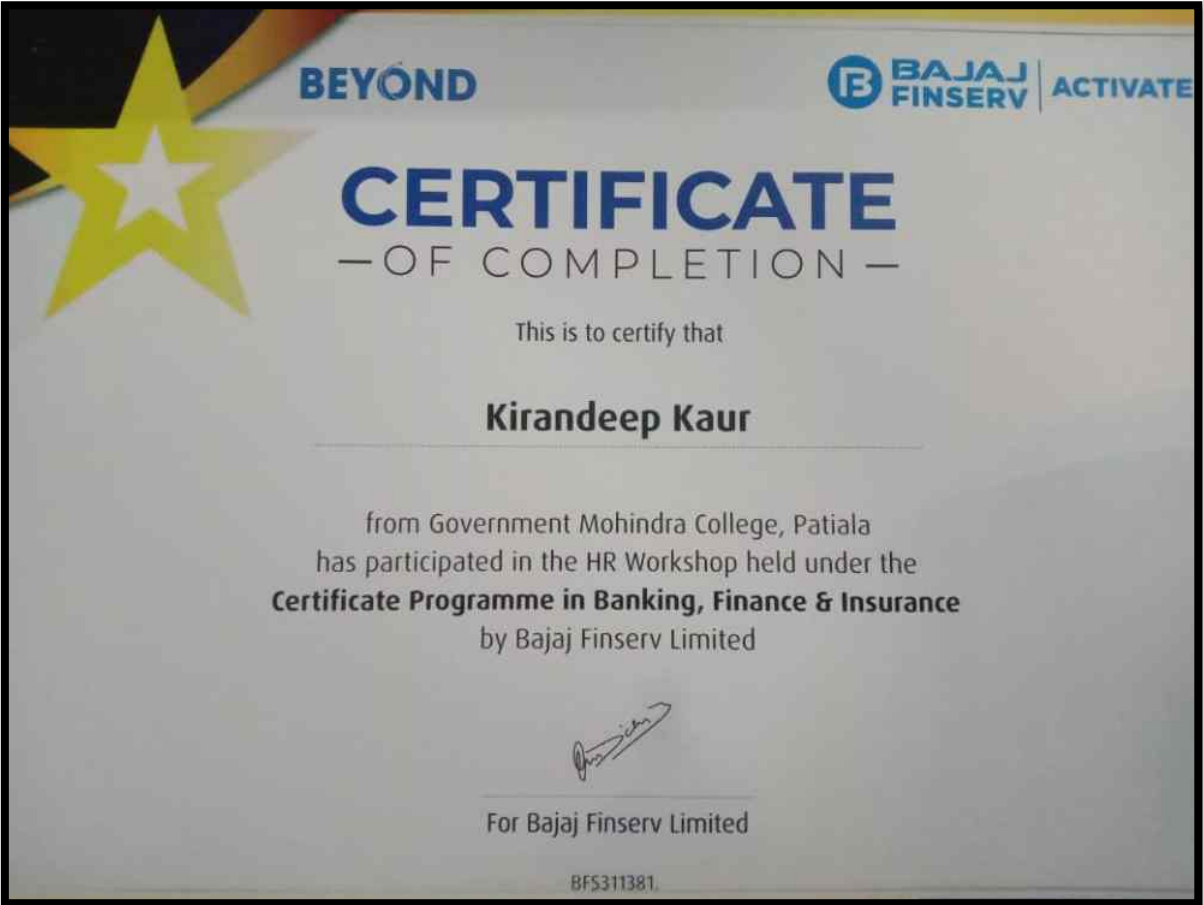 BEYOND
BAJAJ FINSERV | ACTIVATE
CERTIFICATE
— OF COMPLETION —
This is to certify that
Kirandeep Kaur
from Government Mohindra College, Patiala
has participated in the HR Workshop held under the
Certificate Programme in Banking, Finance & Insurance
by Bajaj Finserv Limited
For Bajaj Finserv Limited
BFS311381.